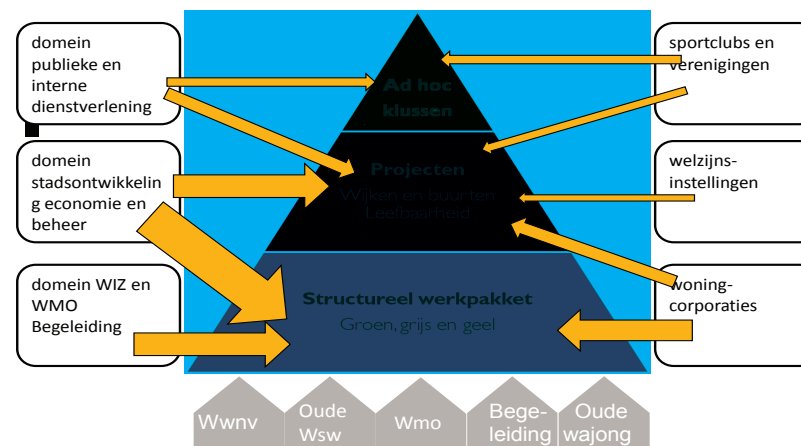 domein
publieke en
interne
dienstverlening
domein
stadsontwikkelin
g economie en
beheer
domein WIZ en
WMO
Begeleiding
Ad hoc
klussen
Projecten
Wijken en buurten
Leefbaarheid
Structureel werkpakket
Groen, grijs en geel
sportclubs en
verenigingen
welzijns-
instellingen
woning-
corporaties
Wwnv
Oude
Wsw
Wmo
Bege-
leiding
Oude
wajong